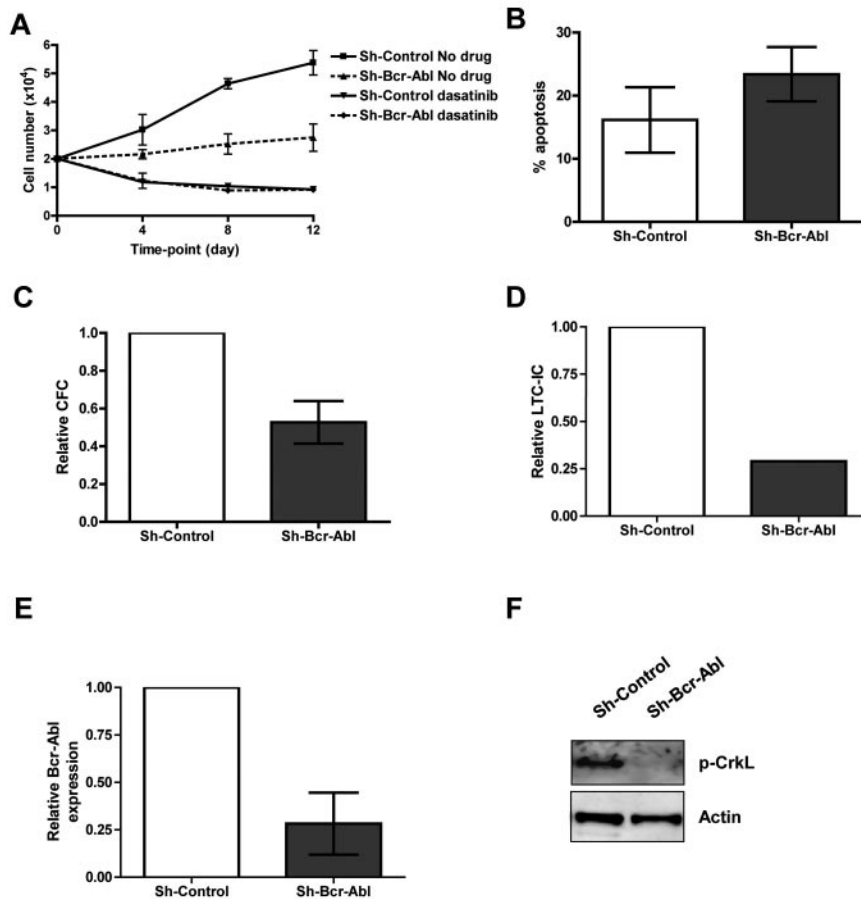 A
Cell number (x10⁴)
6
5
4
3
2
1
0
0 4 8 12
Time-point (day)
Sh-Control No drug
Sh-Bcr-Abl No drug
Sh-Control dasatinib
Sh-Bcr-Abl dasatinib
B
% apoptosis
30
20
10
0
Sh-Control Sh-Bcr-Abl
C
Relative CFC
1.0
0.8
0.6
0.4
0.2
0.0
Sh-Control Sh-Bcr-Abl
D
Relative LTC-IC
1.00
0.75
0.50
0.25
0.00
Sh-Control Sh-Bcr-Abl
E
Relative Bcr-Abl
expression
1.00
0.75
0.50
0.25
0.00
Sh-Control Sh-Bcr-Abl
F
Sh-Control
Sh-Bcr-Abl
p-CrkL
Actin